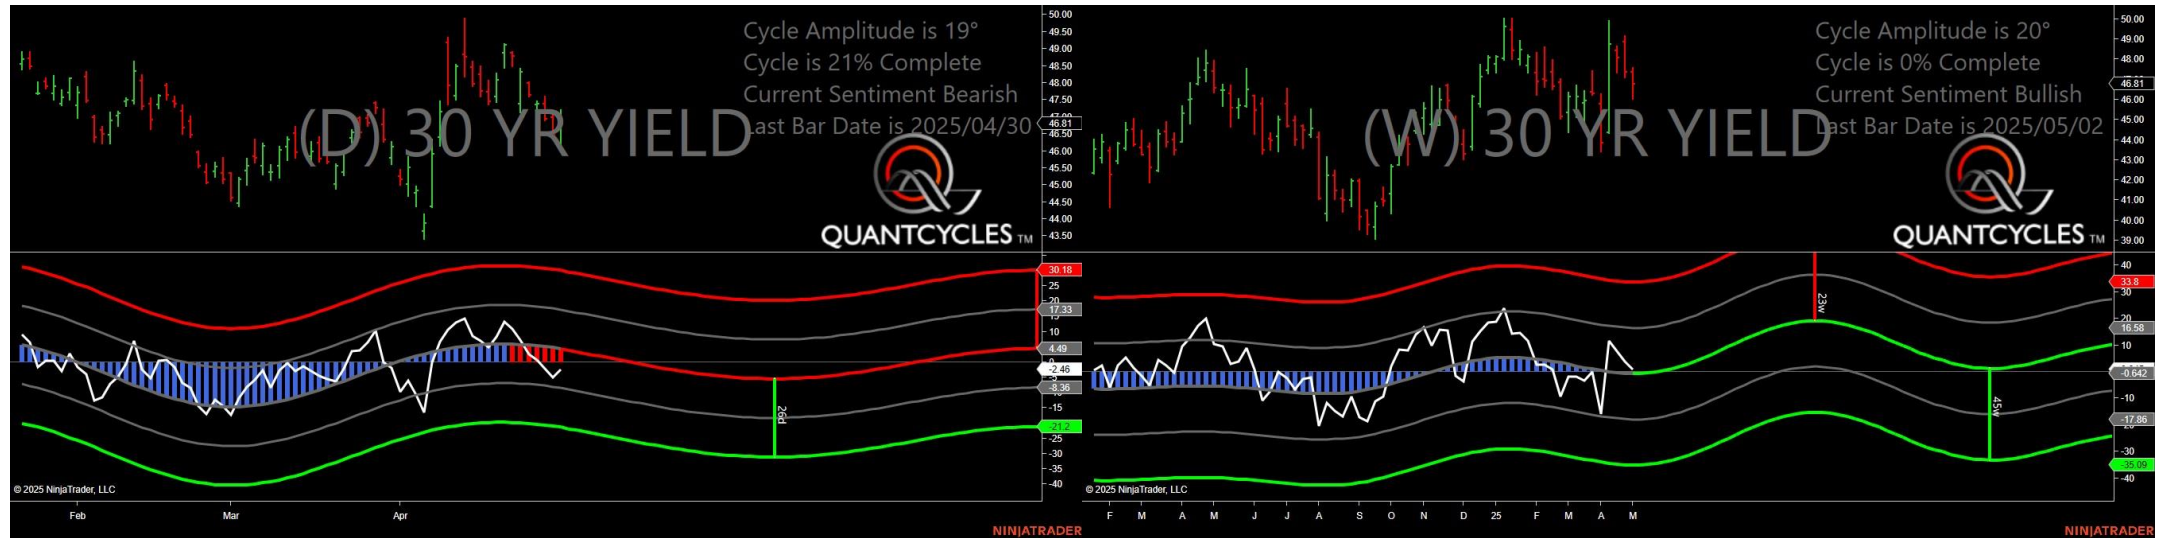 Cycle Amplitude is 19°
Cycle is 21% Complete
Current Sentiment Bearish
Last Bar Date is 2025/04/30
(D) 30 YR YIELD
QUANTCYCLES TM
50.00
49.50
49.00
48.50
48.00
47.50
46.81
46.50
46.00
45.50
45.00
44.50
44.00
43.50
30.18
25
20
17.33
10
4.49
0
-2.46
-8.36
-15
-21.2
-25
-30
-35
-40
26d
© 2025 NinjaTrader, LLC
Feb Mar Apr
NINJATRADER
Cycle Amplitude is 20°
Cycle is 0% Complete
Current Sentiment Bullish
Last Bar Date is 2025/05/02
(W) 30 YR YIELD
QUANTCYCLES TM
50.00
49.00
48.00
46.81
46.00
45.00
44.00
43.00
42.00
41.00
40.00
39.00
40
33.8
30
20
16.58
10
-0.642
-10
-17.86
-30
-35.09
-40
23w
45w
© 2025 NinjaTrader, LLC
F M A M J J A S O N D 25 F M A M
NINJATRADER